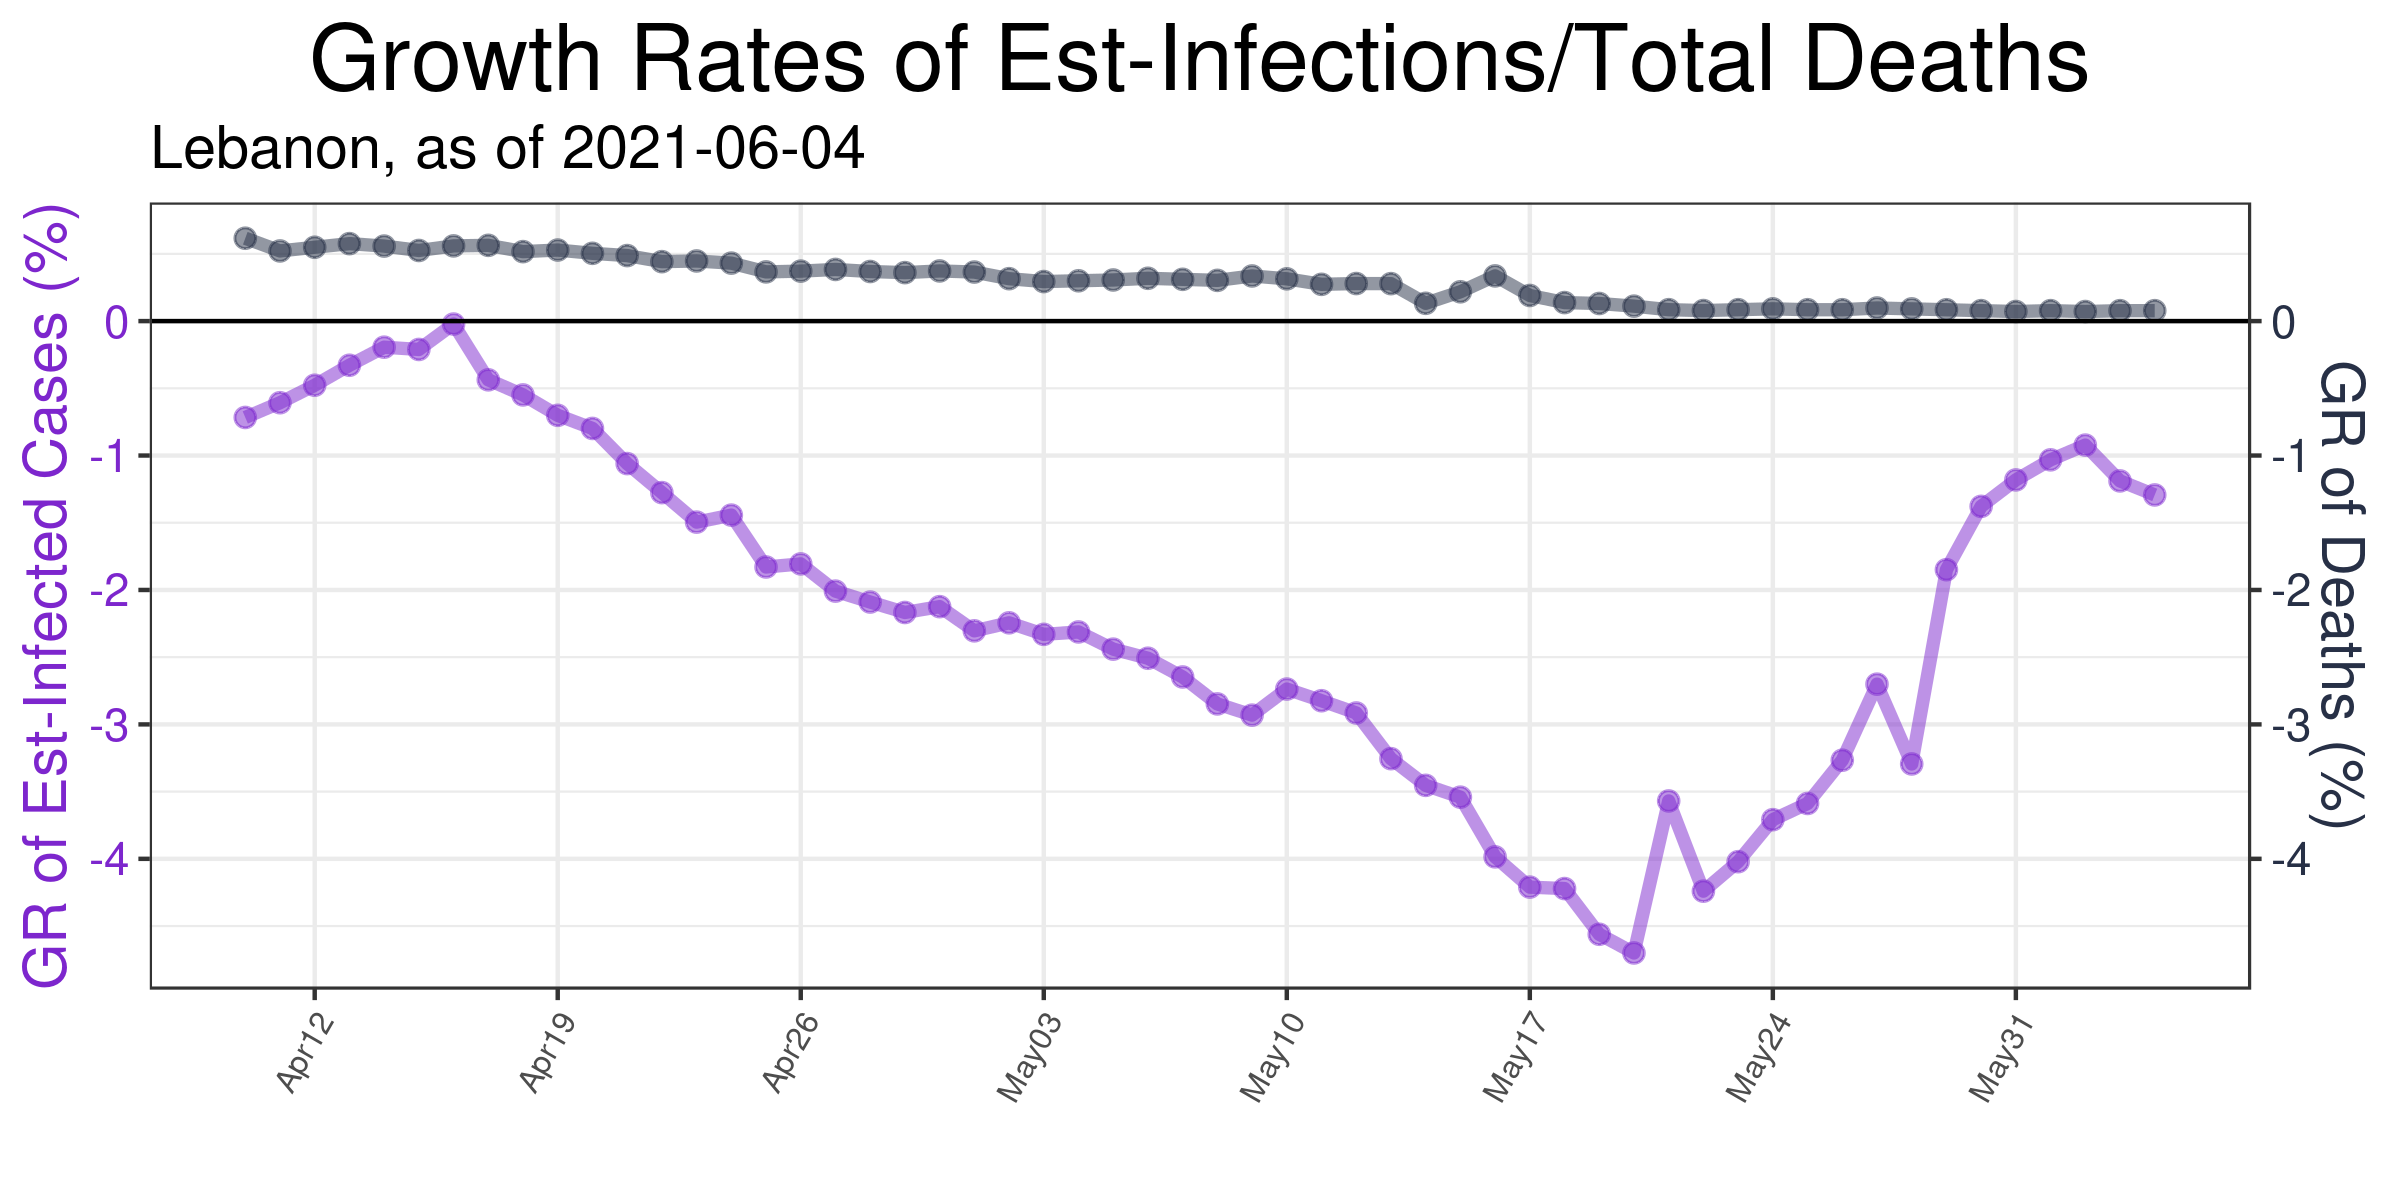 Growth Rates of Est-Infections/Total Deaths
Lebanon, as of 2021-06-04
GR of Est-Infected Cases (%)
0
-1
-2
-3
-4
0
-1
-2
-3
-4
GR of Deaths (%)
Apr12
Apr19
Apr26
May03
May10
May17
May24
May31